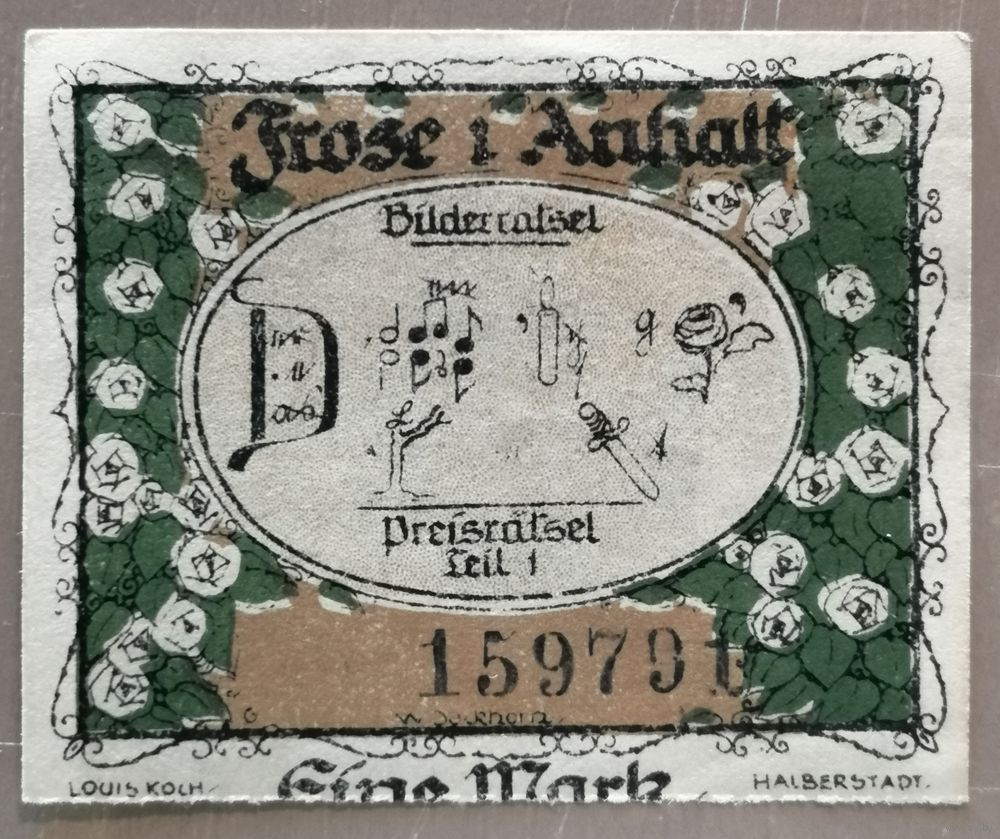 Frose i Anhalt
Bilderrätsel
g
Preisrätsel
Teil 1
159791
Eine Mark
LOUIS KOCH. HALBERSTADT.